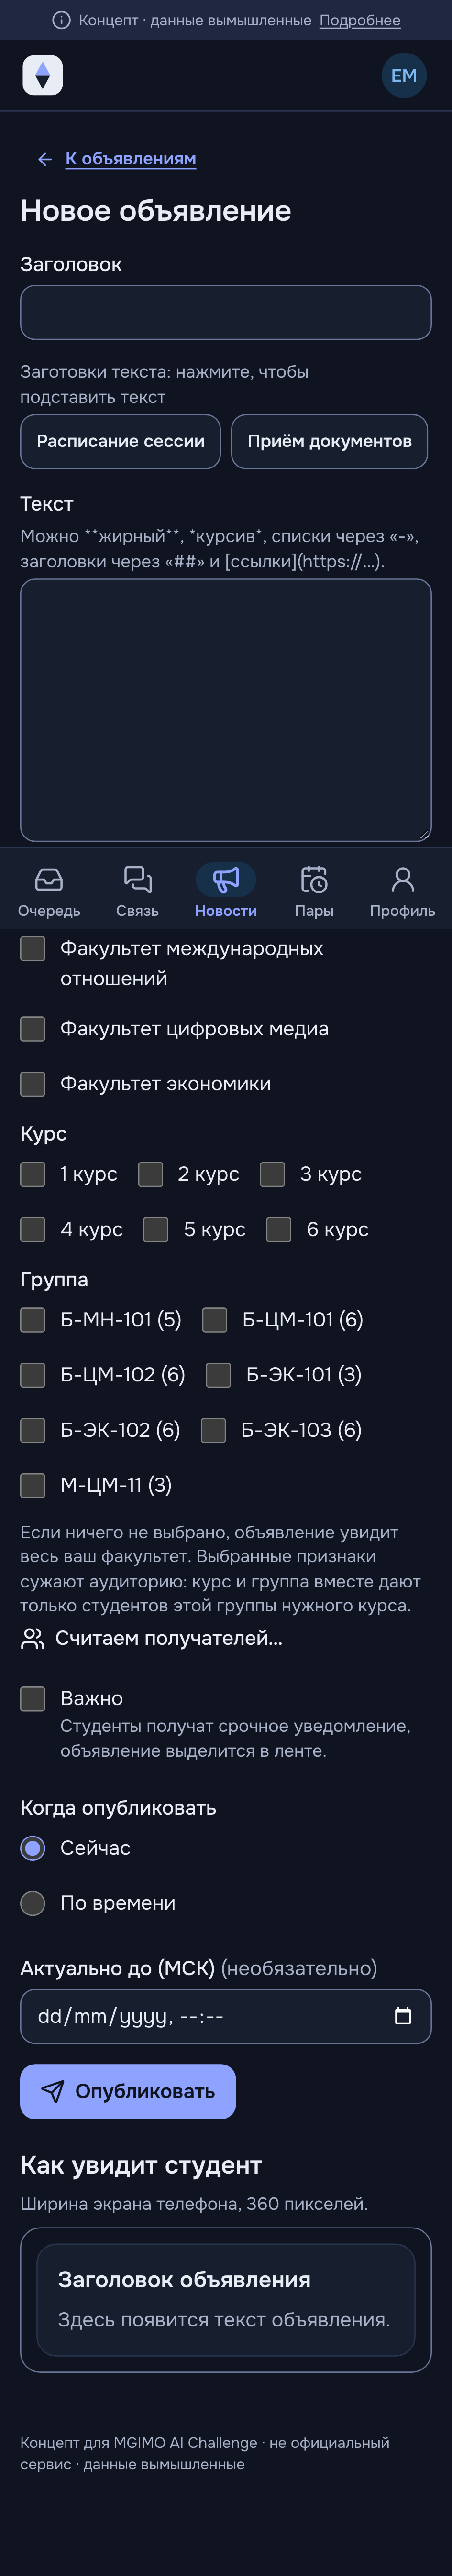 Концепт · данные вымышленные Подробнее
EM
К объявлениям
Новое объявление
Заголовок
Заготовки текста: нажмите, чтобы
подставить текст
Расписание сессии
Приём документов
Текст
Можно **жирный**, *курсив*, списки через «-»,
заголовки через «##» и [ссылки](https://...).
Очередь
Связь
Новости
Пары
Профиль
Факультет международных
отношений
Факультет цифровых медиа
Факультет экономики
Курс
1 курс
2 курс
3 курс
4 курс
5 курс
6 курс
Группа
Б-МН-101 (5)
Б-ЦМ-101 (6)
Б-ЦМ-102 (6)
Б-ЭК-101 (3)
Б-ЭК-102 (6)
Б-ЭК-103 (6)
М-ЦМ-11 (3)
Если ничего не выбрано, объявление увидит
весь ваш факультет. Выбранные признаки
сужают аудиторию: курс и группа вместе дают
только студентов этой группы нужного курса.
Считаем получателей...
Важно
Студенты получат срочное уведомление,
объявление выделится в ленте.
Когда опубликовать
Сейчас
По времени
Актуально до (МСК) (необязательно)
dd/mm/yyyy, --:--
Опубликовать
Как увидит студент
Ширина экрана телефона, 360 пикселей.
Заголовок объявления
Здесь появится текст объявления.
Концепт для MGIMO AI Challenge · не официальный
сервис · данные вымышленные